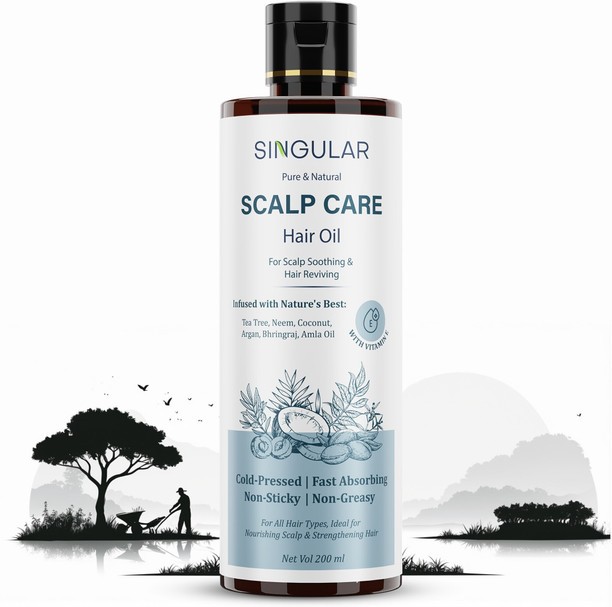 SINGULAR
Pure & Natural
SCALP CARE
Hair Oil
For Scalp Soothing &
Hair Reviving
Infused with Nature's Best:
Tea Tree, Neem, Coconut,
Argan, Bhringraj, Amla Oil
E
WITH VITAMIN E
Cold-Pressed | Fast Absorbing
Non-Sticky | Non-Greasy
For All Hair Types, Ideal for
Nourishing Scalp & Strengthening Hair
Net Vol 200 ml